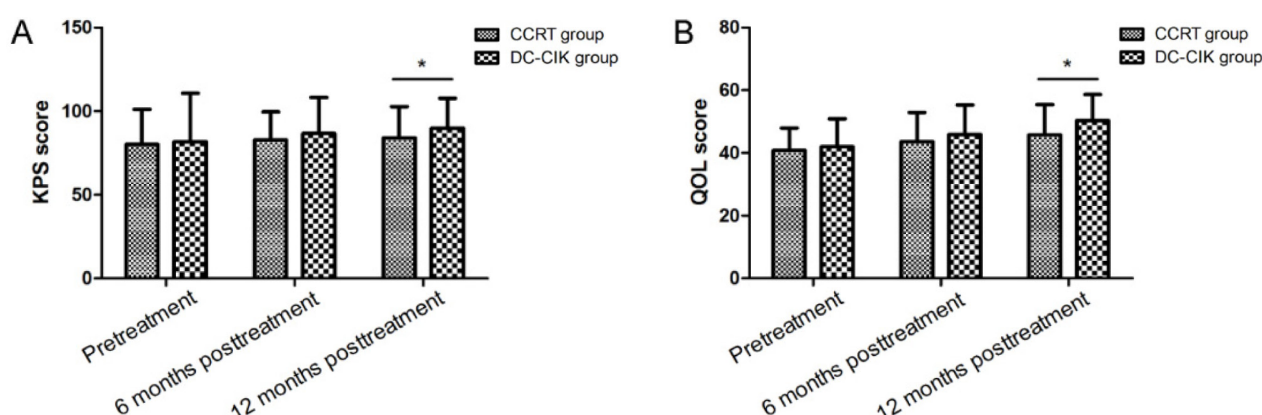 A
KPS score
150
100
50
0
CCRT group
DC-CIK group
*
Pretreatment
6 months posttreatment
12 months posttreatment
B
QOL score
80
60
40
20
0
CCRT group
DC-CIK group
*
Pretreatment
6 months posttreatment
12 months posttreatment